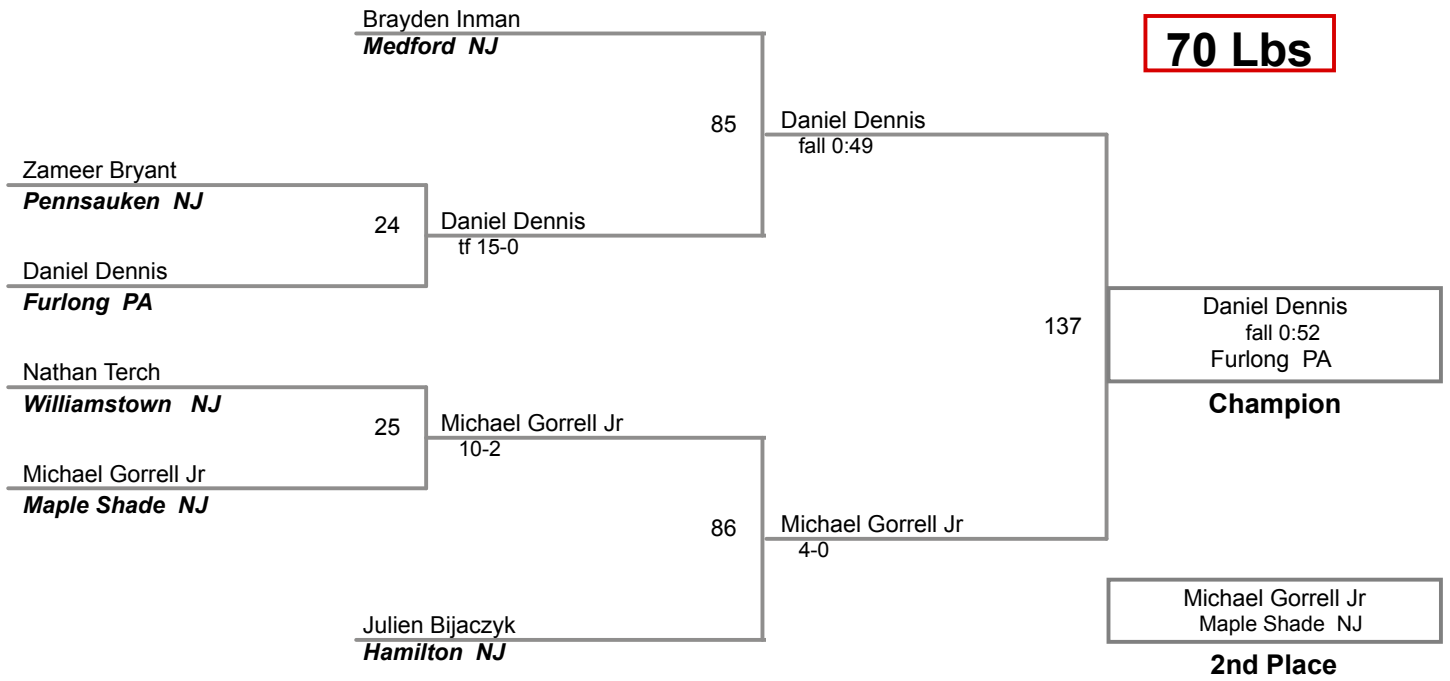 Brayden Inman
Medford NJ
70 Lbs
85
Daniel Dennis
fall 0:49
Zameer Bryant
Pennsauken NJ
24
Daniel Dennis
tf 15-0
Daniel Dennis
Furlong PA
137
Daniel Dennis
fall 0:52
Furlong PA
Champion
Nathan Terch
Williamstown NJ
25
Michael Gorrell Jr
10-2
Michael Gorrell Jr
Maple Shade NJ
86
Michael Gorrell Jr
4-0
Julien Bijaczyk
Hamilton NJ
Michael Gorrell Jr
Maple Shade NJ
2nd Place